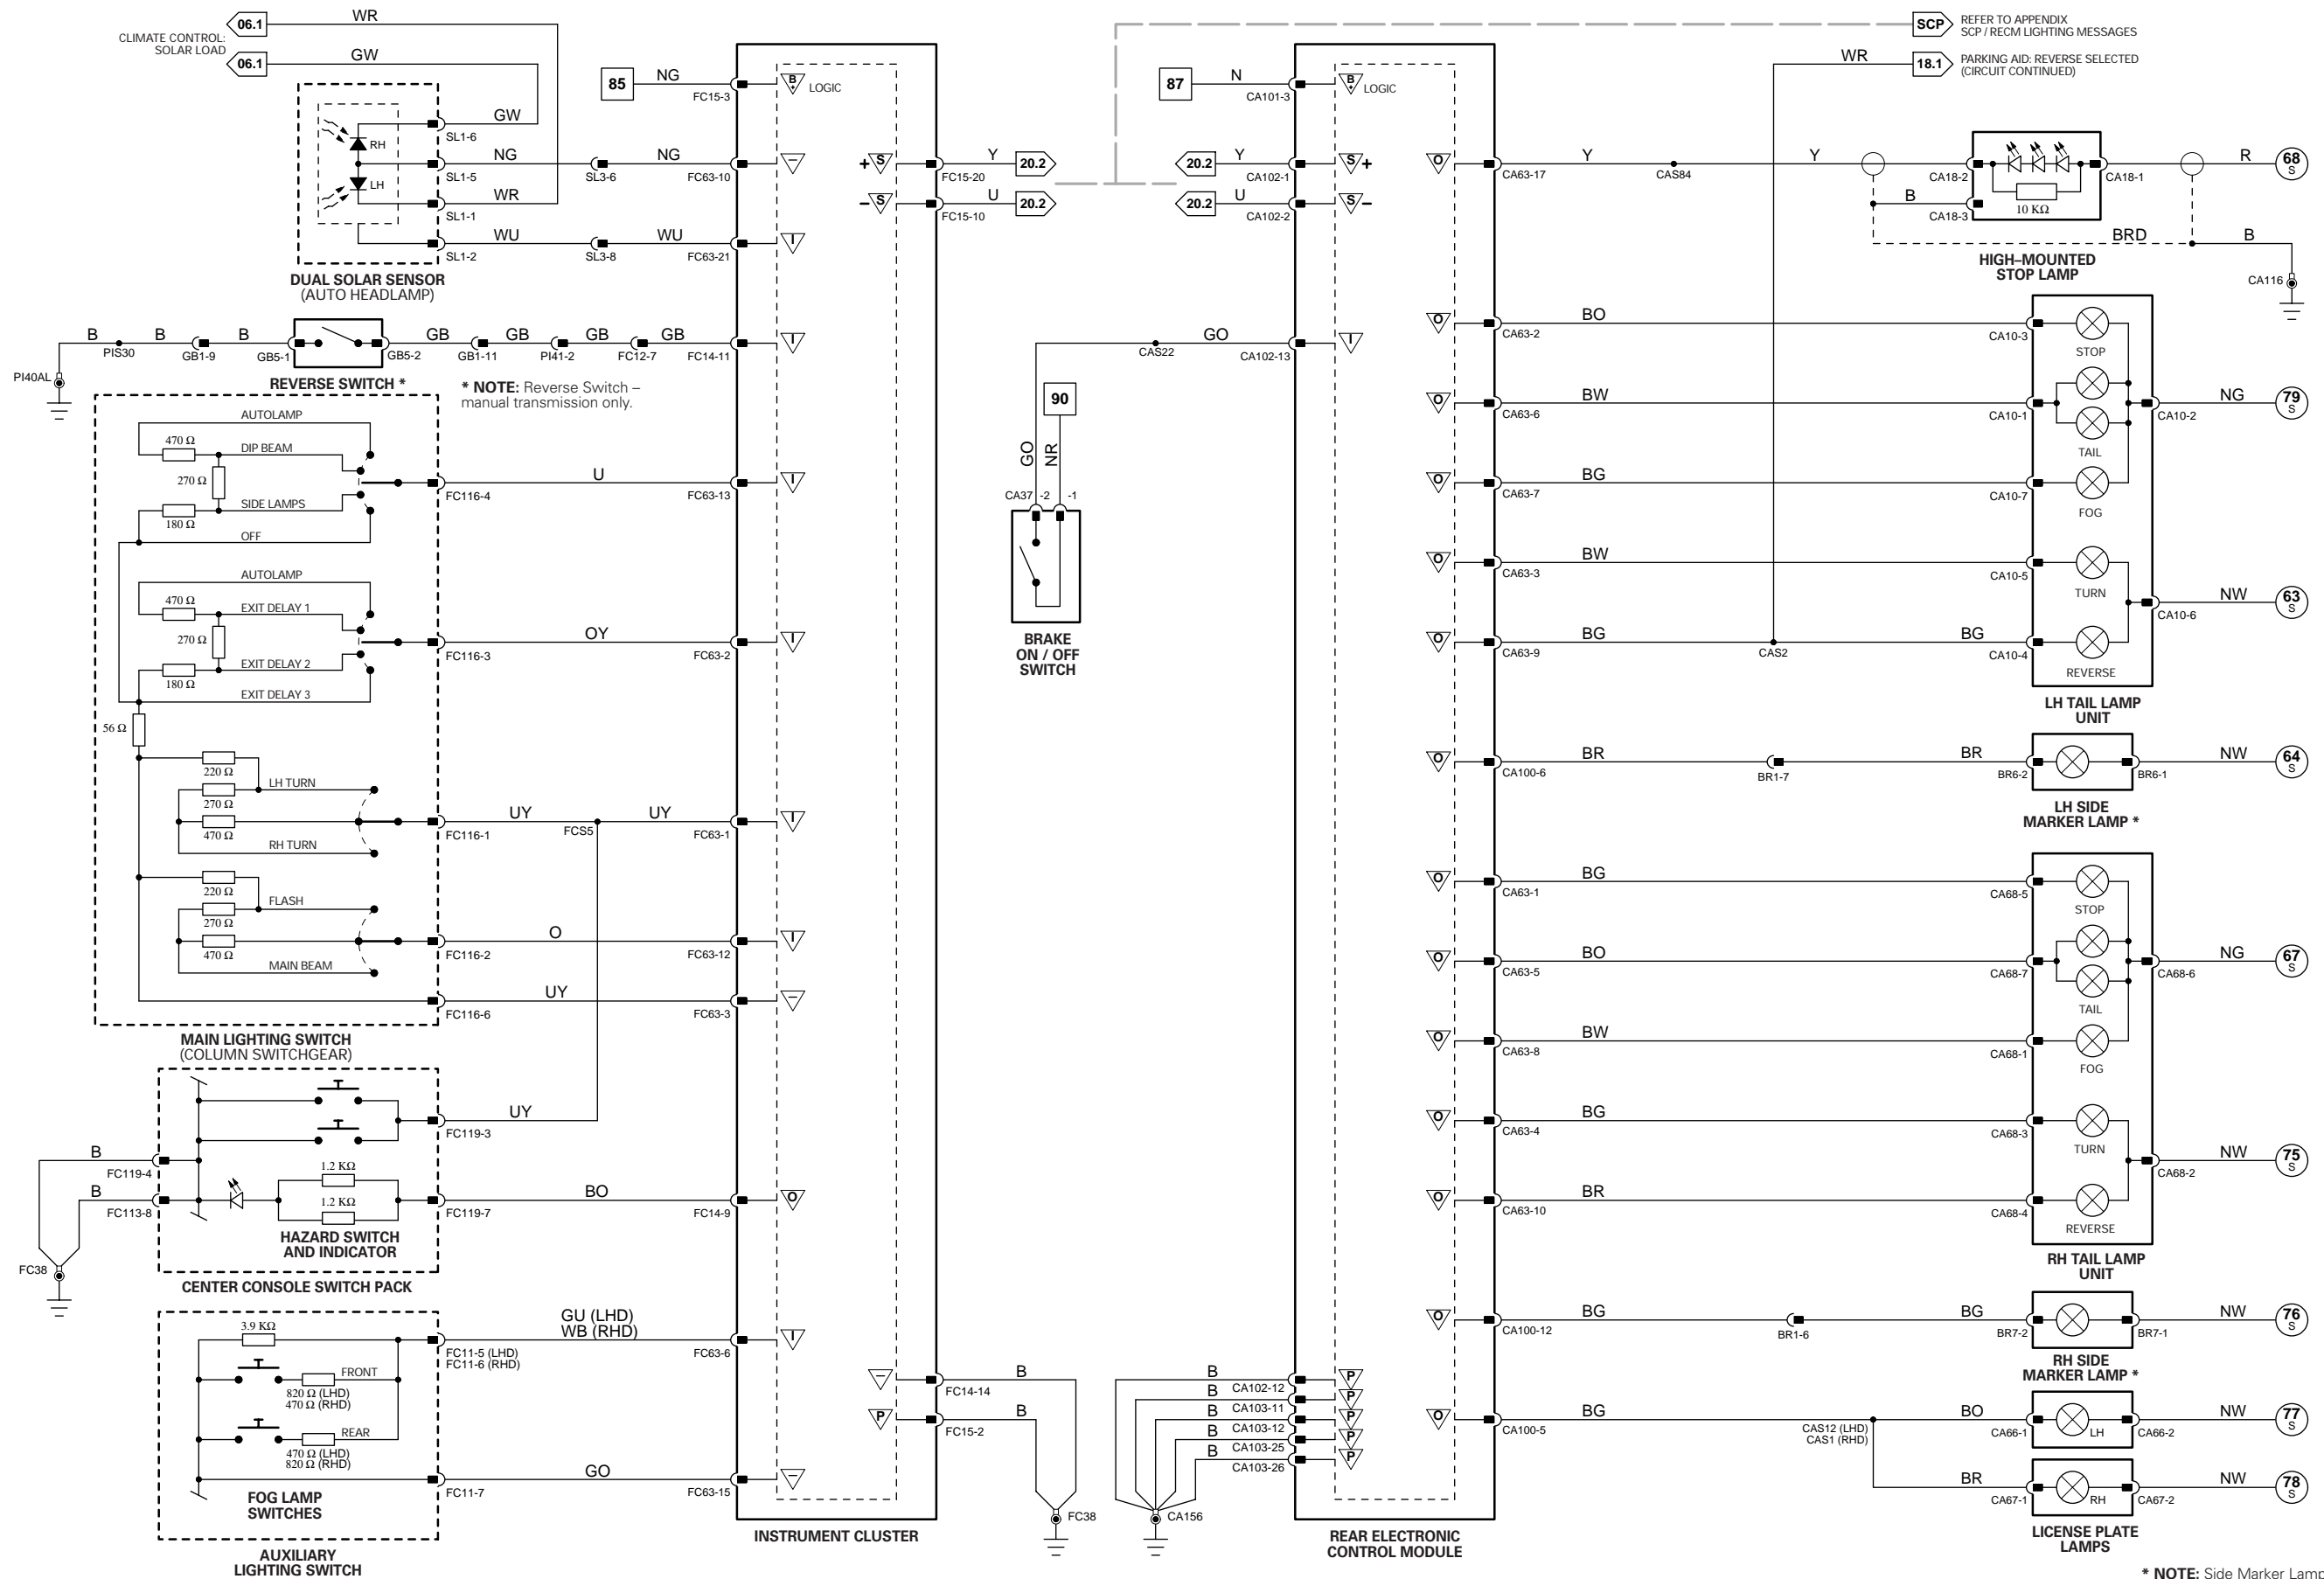 06.1
WR
CLIMATE CONTROL:
SOLAR LOAD
06.1
GW
SL1-6
GW
RH
NG
SL1-5
SL3-6
NG
FC63-10
LH
WR
SL1-1
WU
SL1-2
SL3-8
WU
FC63-21
DUAL SOLAR SENSOR
(AUTO HEADLAMP)
85
NG
FC15-3
B+
LOGIC
+ S
FC15-20
Y
20.2
– S
FC15-10
U
20.2
B
PIS30
B
GB1-9
B
GB5-1
GB5-2
GB
GB1-11
GB
PI41-2
GB
FC12-7
GB
FC14-11
I
PI40AL
REVERSE SWITCH *
* NOTE: Reverse Switch –
manual transmission only.
AUTOLAMP
470 Ω
DIP BEAM
270 Ω
SIDE LAMPS
180 Ω
OFF
FC116-4
U
FC63-13
I
AUTOLAMP
470 Ω
EXIT DELAY 1
270 Ω
EXIT DELAY 2
180 Ω
EXIT DELAY 3
FC116-3
OY
FC63-2
I
56 Ω
220 Ω
LH TURN
270 Ω
470 Ω
RH TURN
FC116-1
UY
FCS5
UY
FC63-1
I
220 Ω
FLASH
270 Ω
470 Ω
MAIN BEAM
FC116-2
O
FC63-12
I
FC116-6
UY
FC63-3
–
MAIN LIGHTING SWITCH
(COLUMN SWITCHGEAR)
UY
FC119-3
B
FC119-4
B
FC113-8
1.2 KΩ
1.2 KΩ
FC119-7
BO
FC14-9
O
HAZARD SWITCH
AND INDICATOR
FC38
CENTER CONSOLE SWITCH PACK
3.9 KΩ
FRONT
820 Ω (LHD)
470 Ω (RHD)
REAR
470 Ω (LHD)
820 Ω (RHD)
GU (LHD)
WB (RHD)
FC11-5 (LHD)
FC11-6 (RHD)
FC63-6
I
GO
FC11-7
FC63-15
–
FOG LAMP
SWITCHES
AUXILIARY
LIGHTING SWITCH
FC14-14
B
P
FC15-2
B
FC38
INSTRUMENT CLUSTER
SCP
REFER TO APPENDIX
SCP / RECM LIGHTING MESSAGES
WR
18.1
PARKING AID: REVERSE SELECTED
(CIRCUIT CONTINUED)
87
N
CA101-3
B+
LOGIC
20.2
Y
CA102-1
S +
20.2
U
CA102-2
S –
CAS22
GO
CA102-13
I
90
GO
NR
CA37
-2
-1
BRAKE
ON / OFF
SWITCH
B
CA102-12
P
B
CA103-11
P
B
CA103-12
P
B
CA103-25
P
B
CA103-26
P
CA156
REAR ELECTRONIC
CONTROL MODULE
O
CA63-17
Y
CAS84
Y
CA18-2
CA18-1
R
68
S
B
CA18-3
10 KΩ
BRD
B
CA116
HIGH–MOUNTED
STOP LAMP
O
CA63-2
BO
CA10-3
STOP
O
CA63-6
BW
CA10-1
TAIL
CA10-2
NG
79
S
O
CA63-7
BG
CA10-7
FOG
O
CA63-3
BW
CA10-5
TURN
CA10-6
NW
63
S
O
CA63-9
BG
CAS2
BG
CA10-4
REVERSE
LH TAIL LAMP
UNIT
O
CA100-6
BR
BR1-7
BR
BR6-2
BR6-1
NW
64
S
LH SIDE
MARKER LAMP *
O
CA63-1
BG
CA68-5
STOP
O
CA63-5
BO
CA68-7
TAIL
CA68-6
NG
67
S
O
CA63-8
BW
CA68-1
FOG
O
CA63-4
BG
CA68-3
TURN
CA68-2
NW
75
S
O
CA63-10
BR
CA68-4
REVERSE
RH TAIL LAMP
UNIT
O
CA100-12
BG
BR1-6
BG
BR7-2
BR7-1
NW
76
S
RH SIDE
MARKER LAMP *
O
CA100-5
BG
CAS12 (LHD)
CAS1 (RHD)
BO
CA66-1
LH
CA66-2
NW
77
S
BR
CA67-1
RH
CA67-2
NW
78
S
LICENSE PLATE
LAMPS
* NOTE: Side Marker Lamp